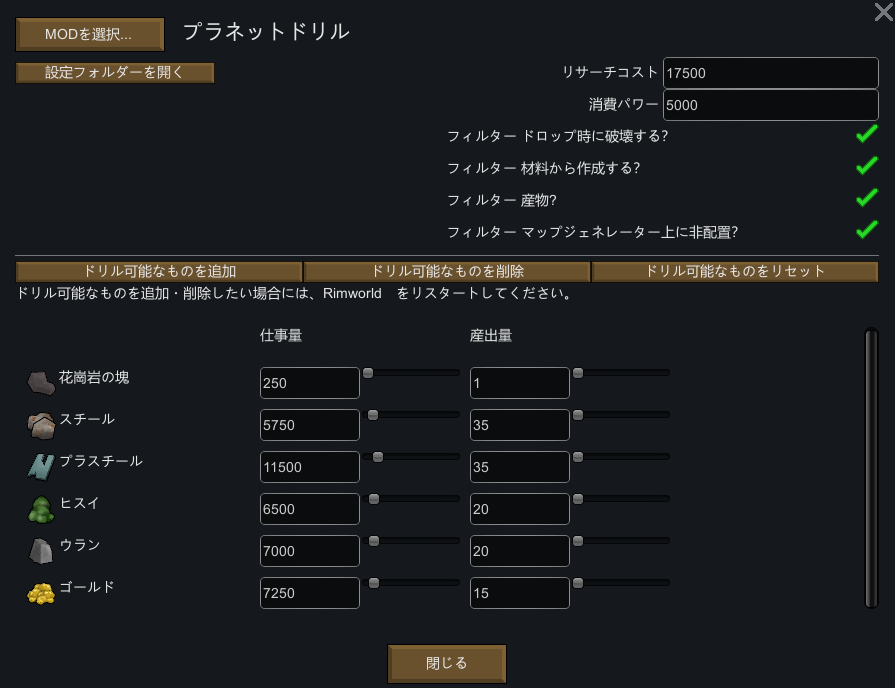 MODを選択...
プラネットドリル
設定フォルダーを開く
リサーチコスト 17500
消費パワー 5000
フィルター ドロップ時に破壊する?
フィルター 材料から作成する?
フィルター 産物?
フィルター マップジェネレーター上に非配置?
ドリル可能なものを追加 ドリル可能なものを削除 ドリル可能なものをリセット
ドリル可能なものを追加・削除したい場合には、Rimworld　をリスタートしてください。
仕事量 産出量
花崗岩の塊 250 1
スチール 5750 35
プラスチール 11500 35
ヒスイ 6500 20
ウラン 7000 20
ゴールド 7250 15
閉じる